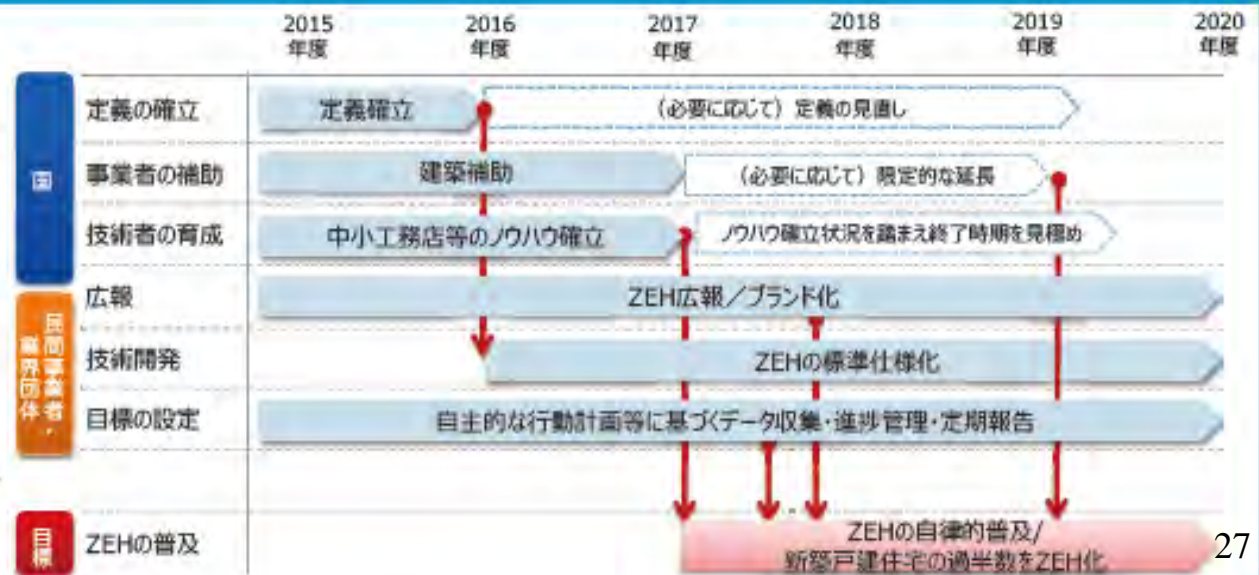 2015
年度
2016
年度
2017
年度
2018
年度
2019
年度
2020
年度
国
定義の確立
定義確立
(必要に応じて) 定義の見直し
事業者の補助
建築補助
(必要に応じて) 限定的な延長
技術者の育成
中小工務店等のノウハウ確立
ノウハウ確立状況を踏まえ終了時期を見極め
民間事業者・
業界団体
広報
ZEH広報/ブランド化
技術開発
ZEHの標準仕様化
目標の設定
自主的な行動計画等に基づくデータ収集・進捗管理・定期報告
目標
ZEHの普及
ZEHの自律的普及/
新築戸建住宅の過半数をZEH化
27